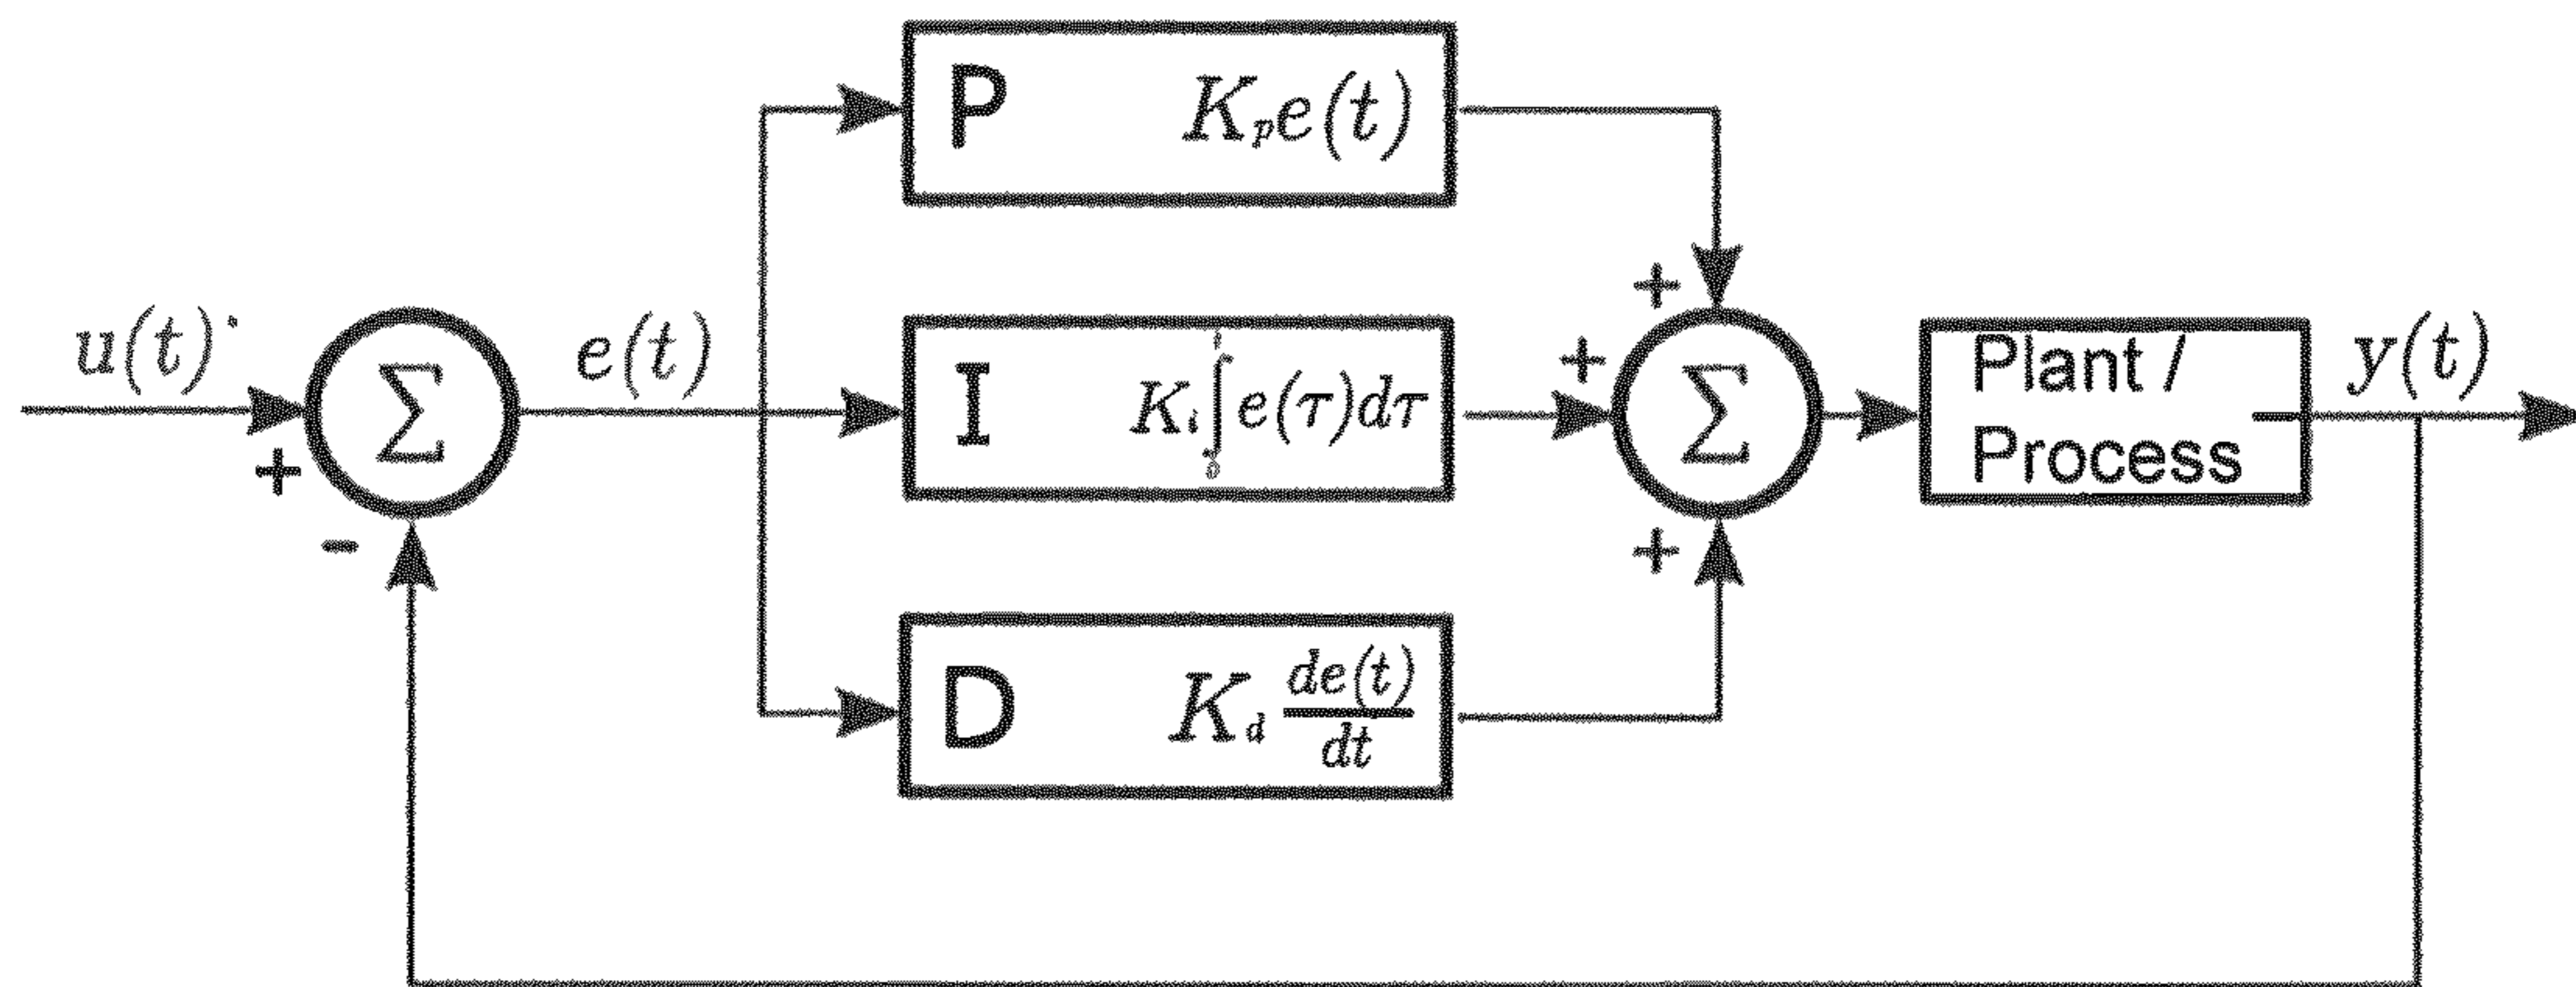 P K_p e(t)
u(t)
+
-
Σ
e(t)
I K_i ∫_0^t e(τ)dτ
D K_d de(t)/dt
+
+
+
Σ
Plant /
Process
y(t)